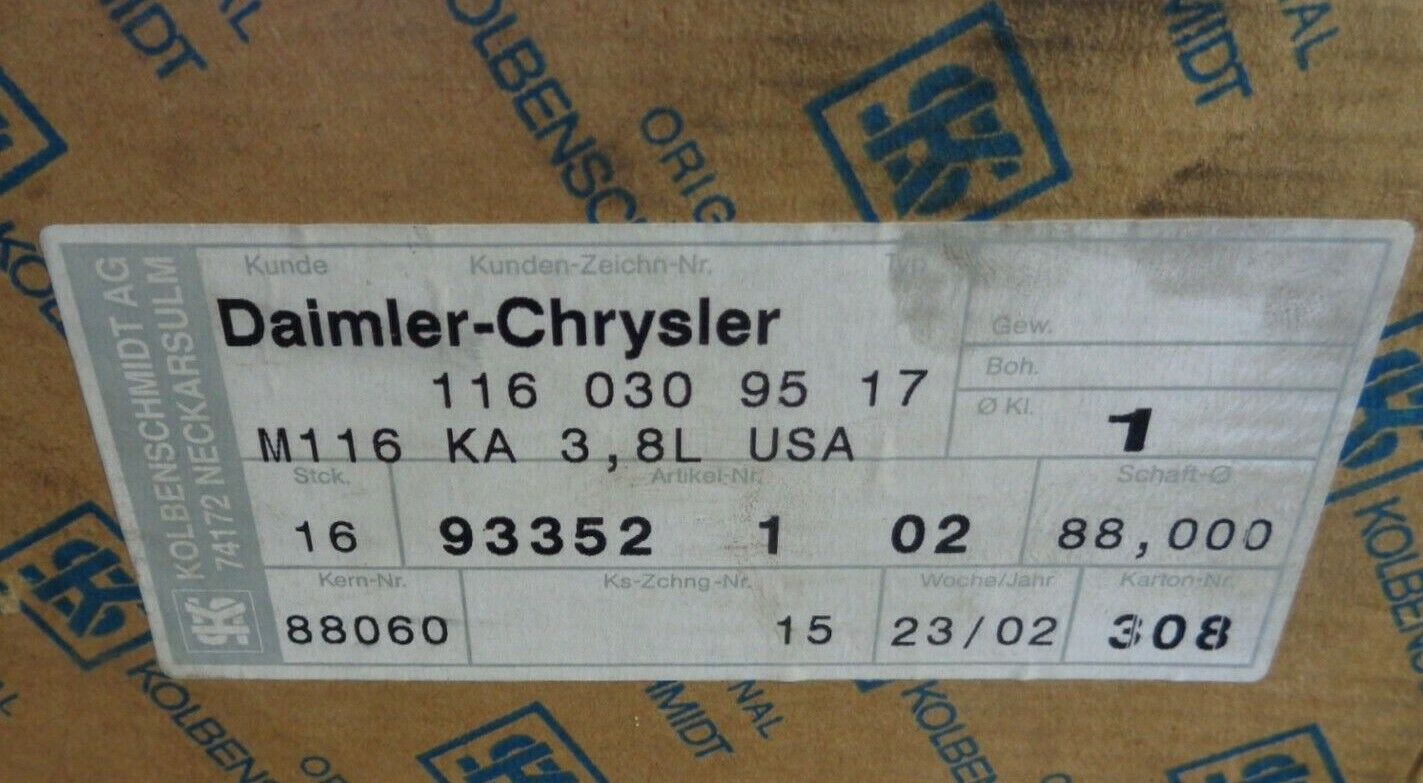 KOLBENSCHMIDT AG
74172 NECKARSULM
Kunde Kunden-Zeichn-Nr. Typ
Daimler-Chrysler
116 030 95 17
M116 KA 3,8L USA
Gew.
Boh.
Ø Kl. 1
Stck. Artikel-Nr. Schaft-Ø
16 93352 1 02 88,000
Kern-Nr. Ks-Zchng-Nr. Woche/Jahr Karton-Nr.
88060 15 23/02 308